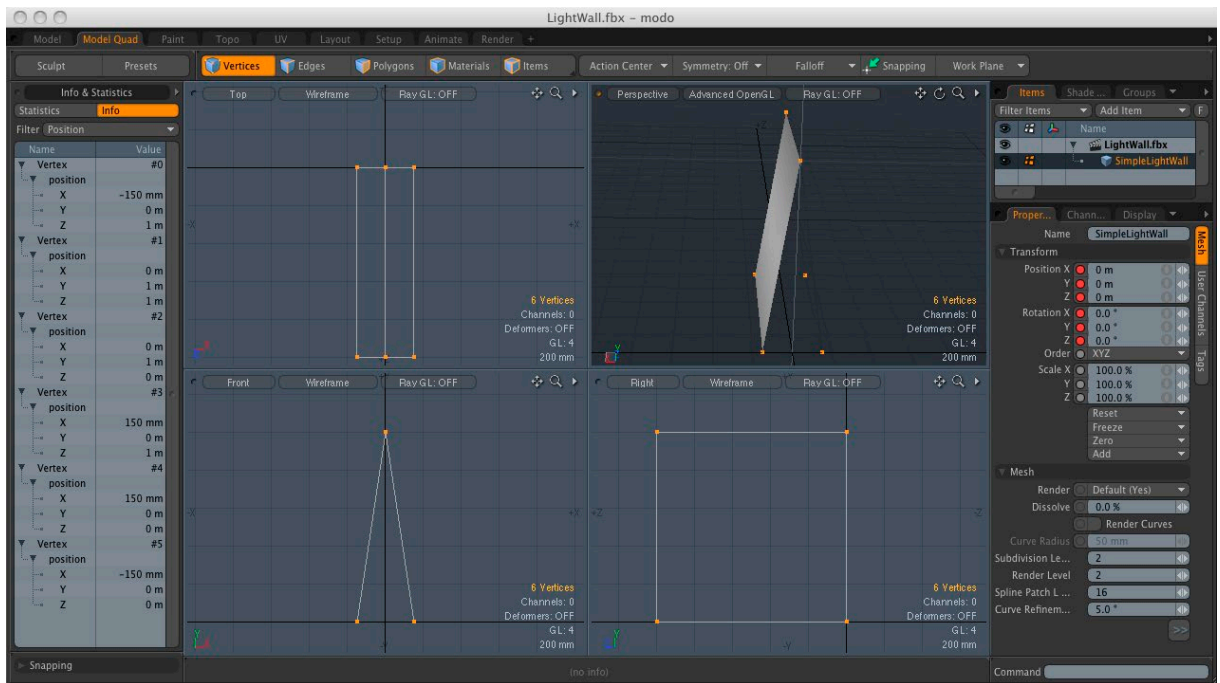 LightWall.fbx – modo
Model Model Quad Paint Topo UV Layout Setup Animate Render +
Sculpt Presets Vertices Edges Polygons Materials Items Action Center Symmetry: Off Falloff Snapping Work Plane
Info & Statistics
Statistics Info
Filter Position
Name Value
Vertex #0
position
X -150 mm
Y 0 m
Z 1 m
Vertex #1
position
X 0 m
Y 1 m
Z 1 m
Vertex #2
position
X 0 m
Y 1 m
Z 0 m
Vertex #3
position
X 150 mm
Y 0 m
Z 1 m
Vertex #4
position
X 150 mm
Y 0 m
Z 0 m
Vertex #5
position
X -150 mm
Y 0 m
Z 0 m
Snapping
Top Wireframe Ray GL: OFF
-X +X
6 Vertices
Channels: 0
Deformers: OFF
GL: 4
200 mm
Perspective Advanced OpenGL Ray GL: OFF
6 Vertices
Channels: 0
Deformers: OFF
GL: 4
200 mm
Front Wireframe Ray GL: OFF
-X +X
6 Vertices
Channels: 0
Deformers: OFF
GL: 4
200 mm
Right Wireframe Ray GL: OFF
+Z -Z
-Y
6 Vertices
Channels: 0
Deformers: OFF
GL: 4
200 mm
(no info)
Items Shade ... Groups
Filter Items Add Item F
Name
LightWall.fbx
SimpleLightWall
Proper... Chann... Display
Name SimpleLightWall
Transform
Position X 0 m
Y 0 m
Z 0 m
Rotation X 0.0 °
Y 0.0 °
Z 0.0 °
Order XYZ
Scale X 100.0 %
Y 100.0 %
Z 100.0 %
Reset
Freeze
Zero
Add
Mesh
Render Default (Yes)
Dissolve 0.0 %
Render Curves
Curve Radius 50 mm
Subdivision Le... 2
Render Level 2
Spline Patch L ... 16
Curve Refinem... 5.0 °
>>
Mesh
User Channels
Tags
Command